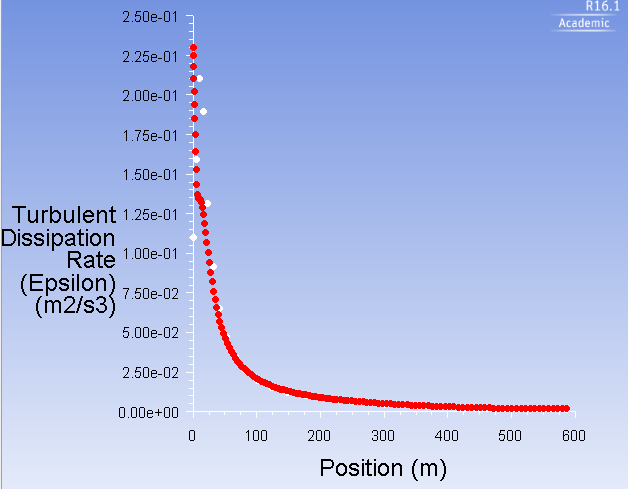 R16.1
Academic
2.50e-01
2.25e-01
2.00e-01
1.75e-01
1.50e-01
1.25e-01
1.00e-01
7.50e-02
5.00e-02
2.50e-02
0.00e+00
Turbulent
Dissipation
Rate
(Epsilon)
(m2/s3)
0 100 200 300 400 500 600
Position (m)